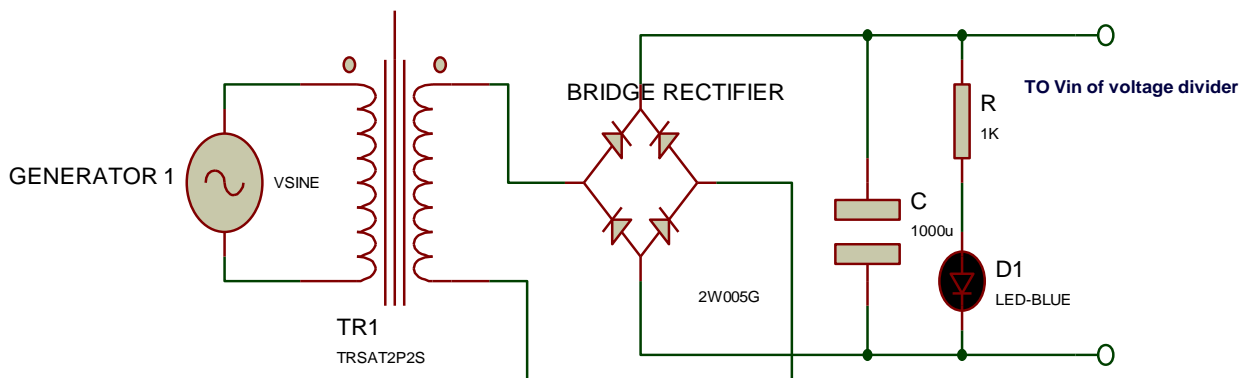 GENERATOR 1
VSINE
TR1
TRSAT2P2S
BRIDGE RECTIFIER
2W005G
C
1000u
R
1K
D1
LED-BLUE
TO Vin of voltage divider